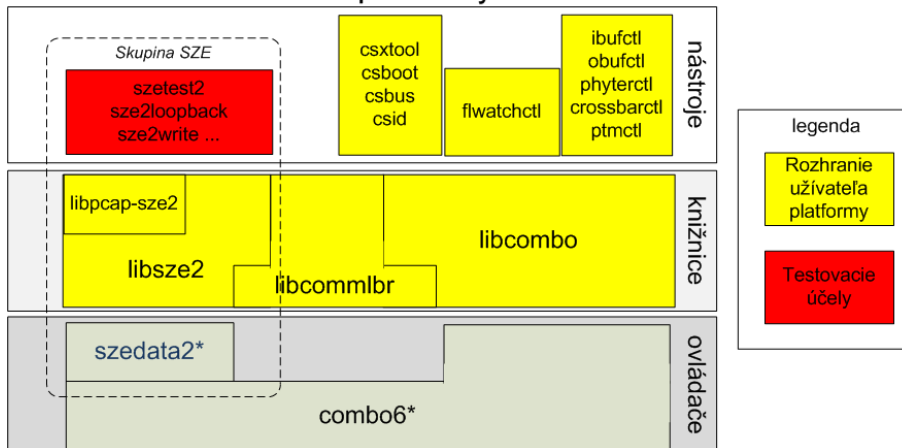 Skupina SZE
szetest2
sze2loopback
sze2write ...
csxtool
csboot
csbus
csid
flwatchctl
ibufctl
obufctl
phyterctl
crossbarctl
ptmctl
nástroje
libpcap-sze2
libsze2
libcommlbr
libcombo
knižnice
szedata2*
combo6*
ovládače
legenda
Rozhranie
užívateľa
platformy
Testovacie
účely